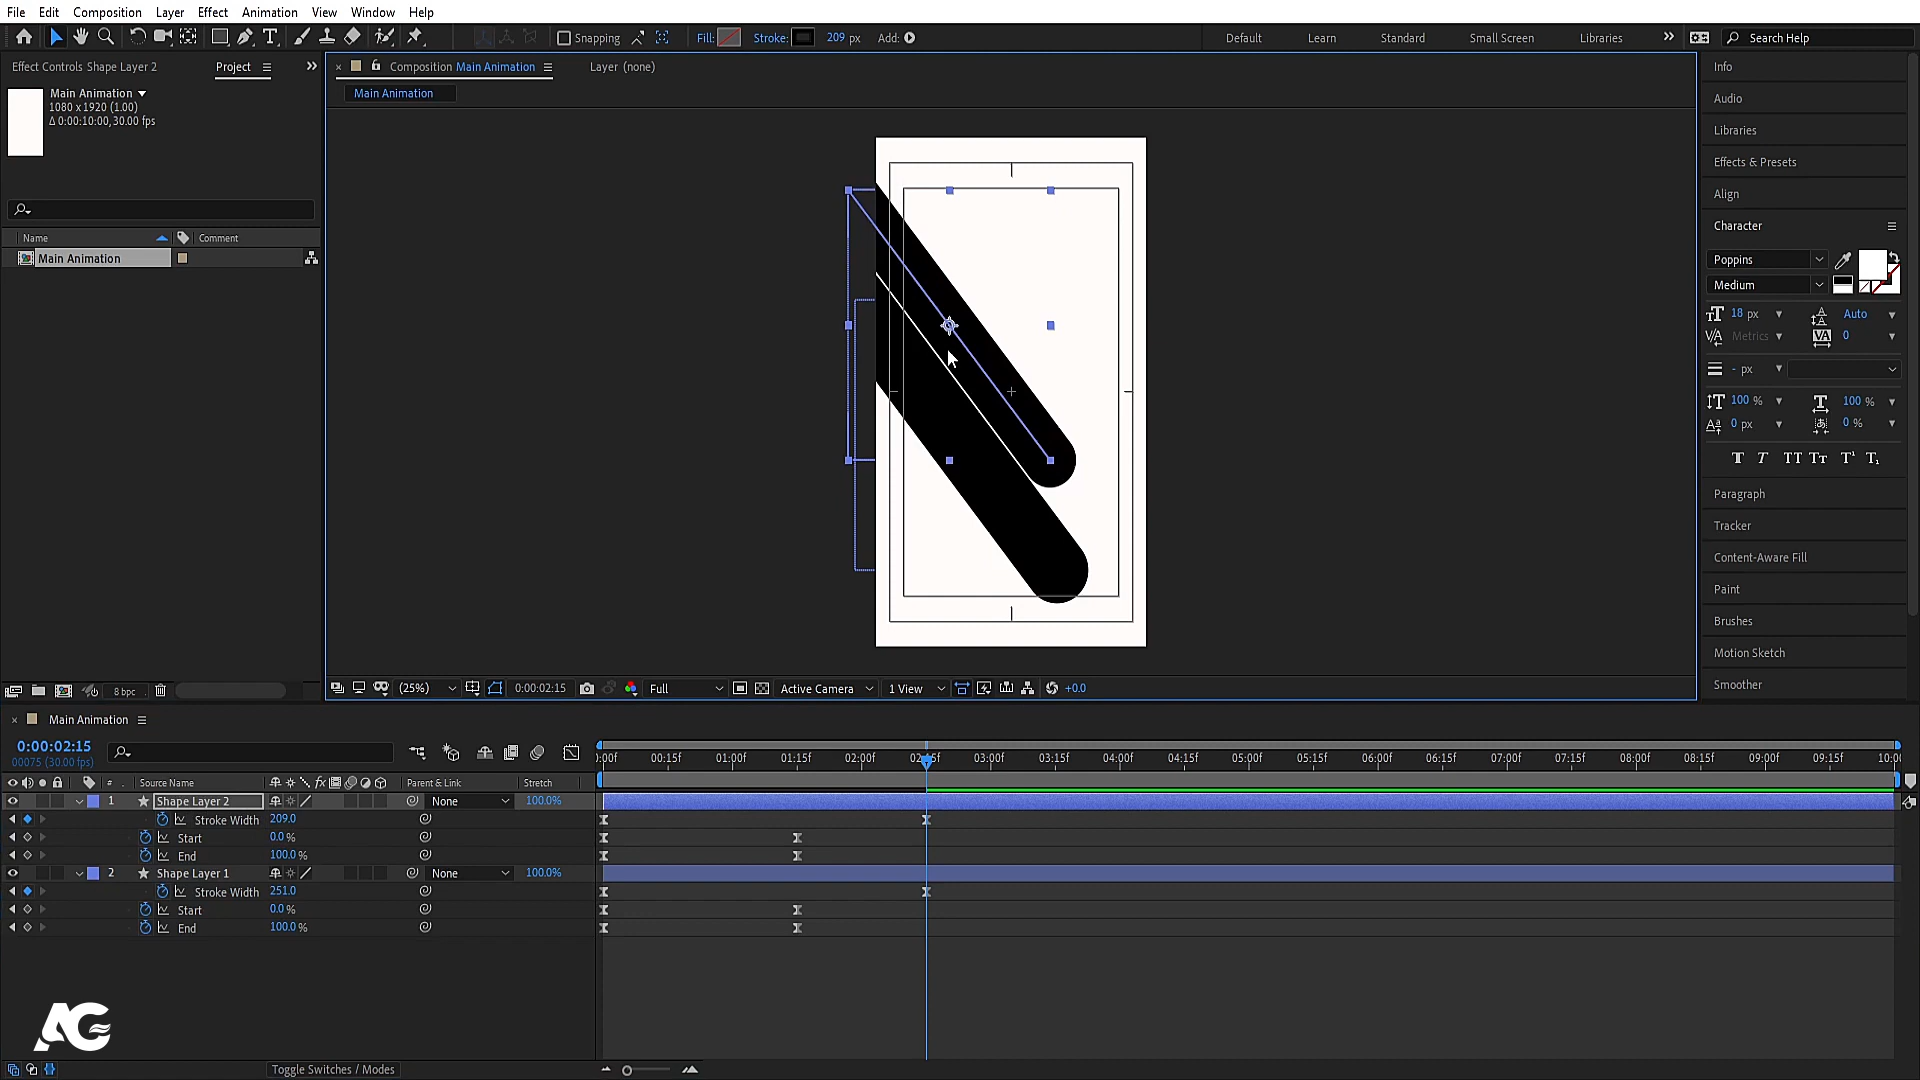 File Edit Composition Layer Effect Animation View Window Help
Snapping Fill: Stroke: 209 px Add: Default Learn Standard Small Screen Libraries Search Help
Effect Controls Shape Layer 2 Project
Composition Main Animation Layer (none)
Main Animation
Main Animation
1080 x 1920 (1.00)
Δ 0:00:10:00, 30.00 fps
Name Comment
Main Animation
8 bpc
(25%) 0:00:02:15 Full Active Camera 1 View +0.0
Info
Audio
Libraries
Effects & Presets
Align
Character
Poppins
Medium
18 px Auto
Metrics 0
- px
100 % 100 %
0 px 0 %
T T TT Tr T¹ T₁
Paragraph
Tracker
Content-Aware Fill
Paint
Brushes
Motion Sketch
Smoother
Main Animation
0:00:02:15
00075 (30.00 fps)
):00f 00:15f 01:00f 01:15f 02:00f 02:15f 03:00f 03:15f 04:00f 04:15f 05:00f 05:15f 06:00f 06:15f 07:00f 07:15f 08:00f 08:15f 09:00f 09:15f 10:00
# Source Name Parent & Link Stretch
1 Shape Layer 2 None 100.0%
Stroke Width 209.0
Start 0.0 %
End 100.0 %
2 Shape Layer 1 None 100.0%
Stroke Width 251.0
Start 0.0 %
End 100.0 %
AG
Toggle Switches / Modes